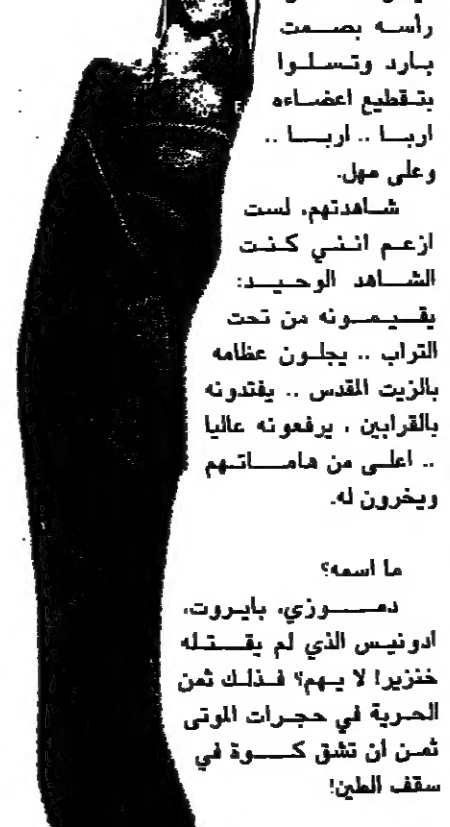 رأسه بصمت
بارد وتسلوا
بتقطيع اعضاءه
اربا .. اربا ..
وعلى مهل.
شاهدتهم، لست
ازعم انني كنت
الشاهد الوحيد:
يقيمونه من تحت
التراب .. يجلون عظامه
بالزيت المقدس .. يفتدونه
بالقرابين ، يرفعونه عاليا
.. اعلى من هاماتهم
ويخرون له.
ما اسمه؟
دموزي، بايروت،
ادونيس الذي لم يقتله
خنزير! لا يهم؟ فذلك ثمن
الحرية في حجرات الموتى
ثمن ان تشق كوة في
سقف الطين!